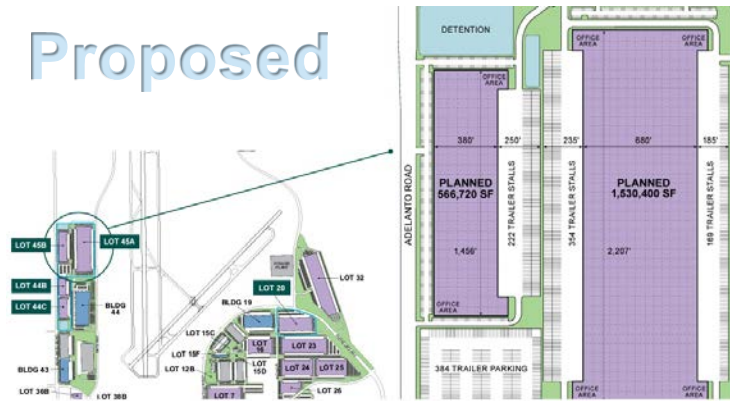 Proposed
LOT 45B
LOT 45A
LOT 44B
LOT 44C
BLDG
44
BLDG 43
LOT 38B
LOT 32
POWER
PLANT
LOT 20
BLDG 19
LOT 15C
LOT 15F
LOT 12B
LOT
16
LOT
15D
LOT 23
LOT 24
LOT 25
LOT 26
LOT 7
DETENTION
OFFICE
AREA
OFFICE
AREA
OFFICE
AREA
380'
250'
235'
680'
185'
ADELANTO ROAD
PLANNED
566,720 SF
222 TRAILER STALLS
354 TRAILER STALLS
PLANNED
1,530,400 SF
169 TRAILER STALLS
1,456'
2,207'
OFFICE
AREA
384 TRAILER PARKING
OFFICE
AREA
OFFICE
AREA